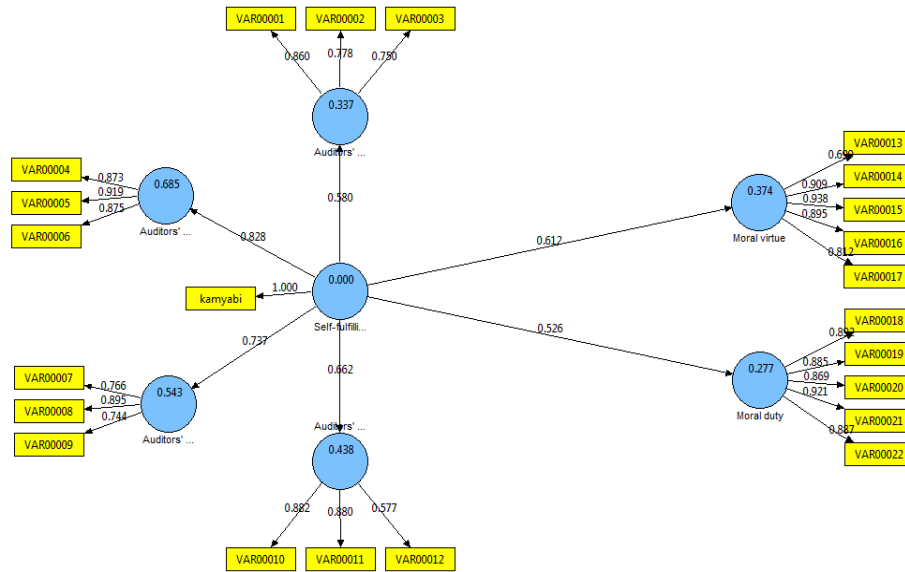 VAR00001
VAR00002
VAR00003
0.860
0.778
0.750
0.337
Auditors' ...
VAR00004
VAR00005
VAR00006
0.873
0.919
0.875
0.685
Auditors' ...
0.580
0.828
VAR00013
VAR00014
VAR00015
VAR00016
VAR00017
0.690
0.909
0.938
0.895
0.812
0.374
Moral virtue
0.612
kamyabi
1.000
0.000
Self-fulfilli...
0.526
0.737
0.662
VAR00007
VAR00008
VAR00009
0.766
0.895
0.744
0.543
Auditors' ...
VAR00018
VAR00019
VAR00020
VAR00021
VAR00022
0.892
0.885
0.869
0.921
0.887
0.277
Moral duty
Auditors' ...
0.438
0.882
0.880
0.577
VAR00010
VAR00011
VAR00012